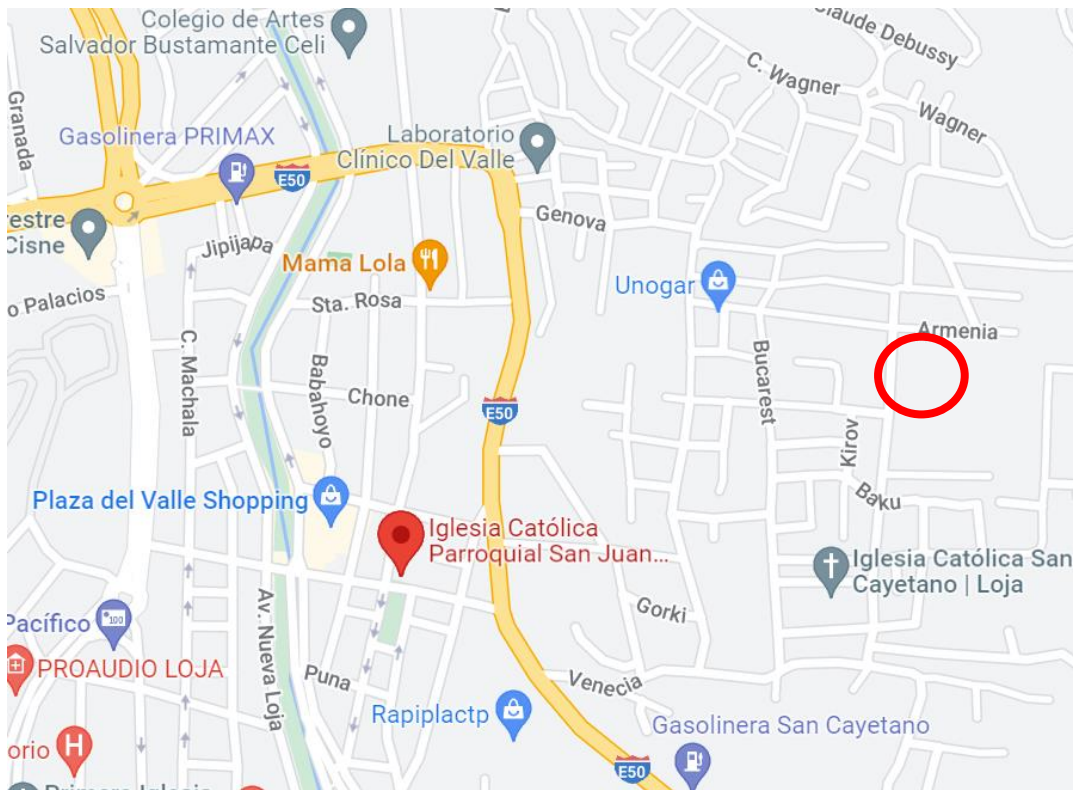 Colegio de Artes
Salvador Bustamante Celi
Claude Debussy
C. Wagner
Wagner
Granada
Gasolinera PRIMAX
Laboratorio
Clínico Del Valle
E50
restre
Cisne
Jipijapa
Genova
Mama Lola
Unogar
o Palacios
Sta. Rosa
Armenia
C. Machala
Babahoyo
Chone
E50
Bucarest
Kirov
Baku
Plaza del Valle Shopping
Iglesia Católica
Parroquial San Juan...
Iglesia Católica San
Cayetano | Loja
Gorki
Pacífico
100
Av. Nueva Loja
PROAUDIO LOJA
Puna
Venecia
Rapiplactp
Gasolinera San Cayetano
orio
H
E50